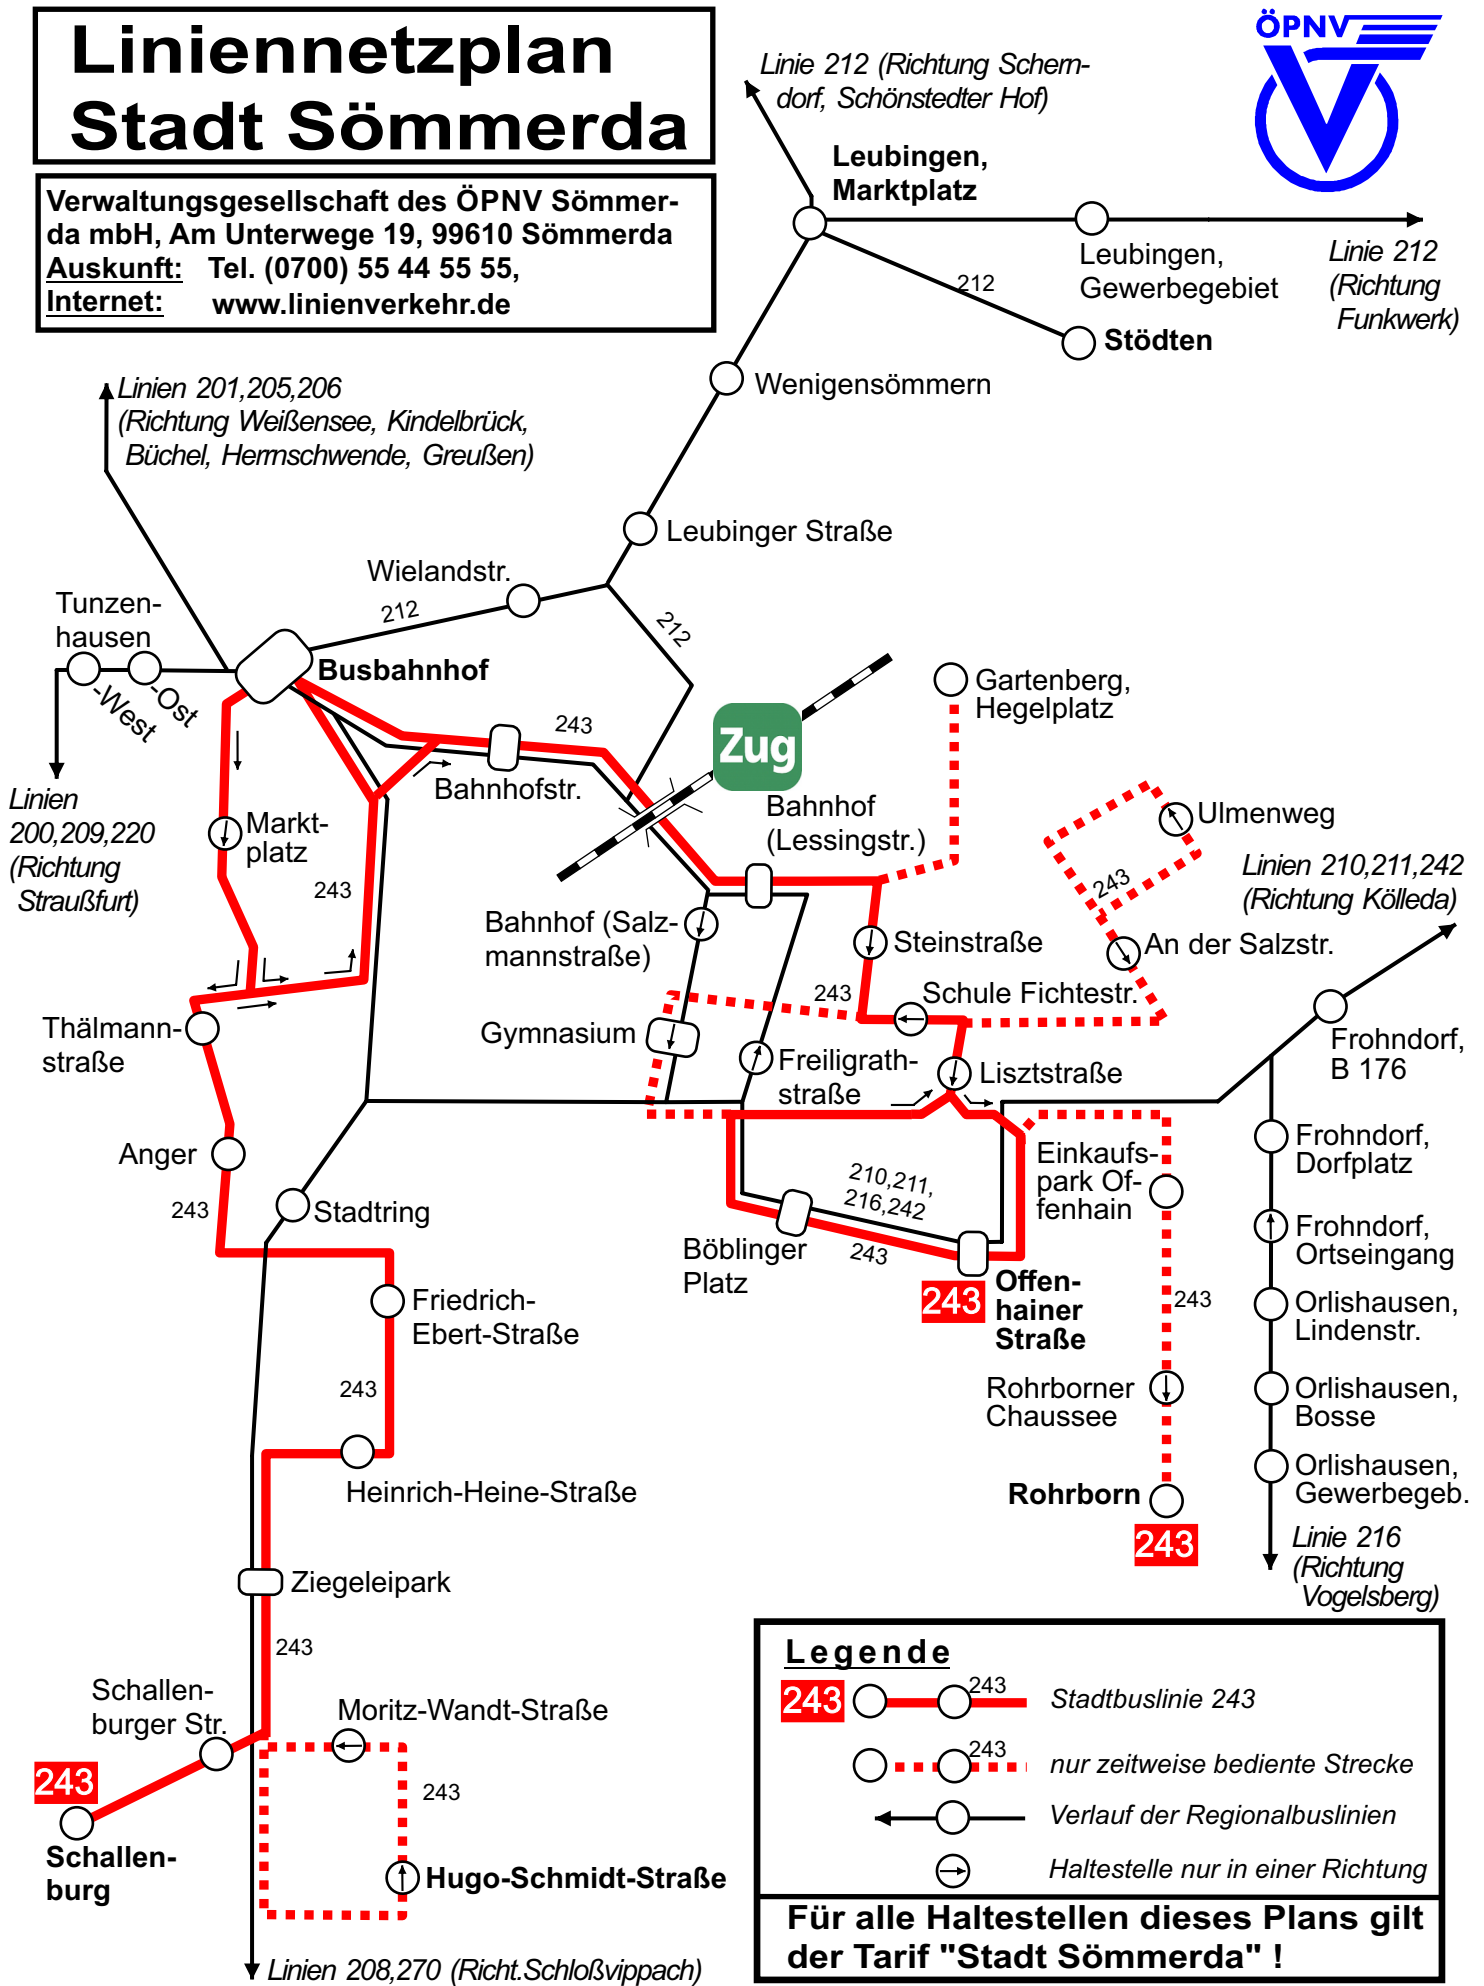 Liniennetzplan
Stadt Sömmerda
Verwaltungsgesellschaft des ÖPNV Sömmer-
da mbH, Am Unterwege 19, 99610 Sömmerda
Auskunft: Tel. (0700) 55 44 55 55,
Internet: www.linienverkehr.de
ÖPNV
Linie 212 (Richtung Schern-
dorf, Schönstedter Hof)
Leubingen,
Marktplatz
Leubingen,
Gewerbegebiet
Linie 212
(Richtung
Funkwerk)
212
Stödten
Wenigensömmern
Linien 201,205,206
(Richtung Weißensee, Kindelbrück,
Büchel, Herrnschwende, Greußen)
Leubinger Straße
Wielandstr.
212
212
Tunzen-
hausen
-West
-Ost
Busbahnhof
Linien
200,209,220
(Richtung
Straußfurt)
243
Bahnhofstr.
Zug
Bahnhof
(Lessingstr.)
Gartenberg,
Hegelplatz
Markt-
platz
243
Ulmenweg
243
Linien 210,211,242
(Richtung Kölleda)
Bahnhof (Salz-
mannstraße)
Steinstraße
An der Salzstr.
243
Schule Fichtestr.
Thälmann-
straße
Gymnasium
Freiligrath-
straße
Lisztstraße
Frohndorf,
B 176
Anger
243
Stadtring
210,211,
216,242
243
Böblinger
Platz
Einkaufs-
park Of-
fenhain
243
Offen-
hainer
Straße
243
Frohndorf,
Dorfplatz
Frohndorf,
Ortseingang
Orlishausen,
Lindenstr.
Orlishausen,
Bosse
Orlishausen,
Gewerbegeb.
Linie 216
(Richtung
Vogelsberg)
Friedrich-
Ebert-Straße
243
Heinrich-Heine-Straße
Rohrborner
Chaussee
Rohrborn
243
Ziegeleipark
243
Schallen-
burger Str.
Moritz-Wandt-Straße
243
243
Schallen-
burg
Hugo-Schmidt-Straße
Linien 208,270 (Richt.Schloßvippach)
Legende
243
243
Stadtbuslinie 243
243
nur zeitweise bediente Strecke
Verlauf der Regionalbuslinien
Haltestelle nur in einer Richtung
Für alle Haltestellen dieses Plans gilt
der Tarif "Stadt Sömmerda" !